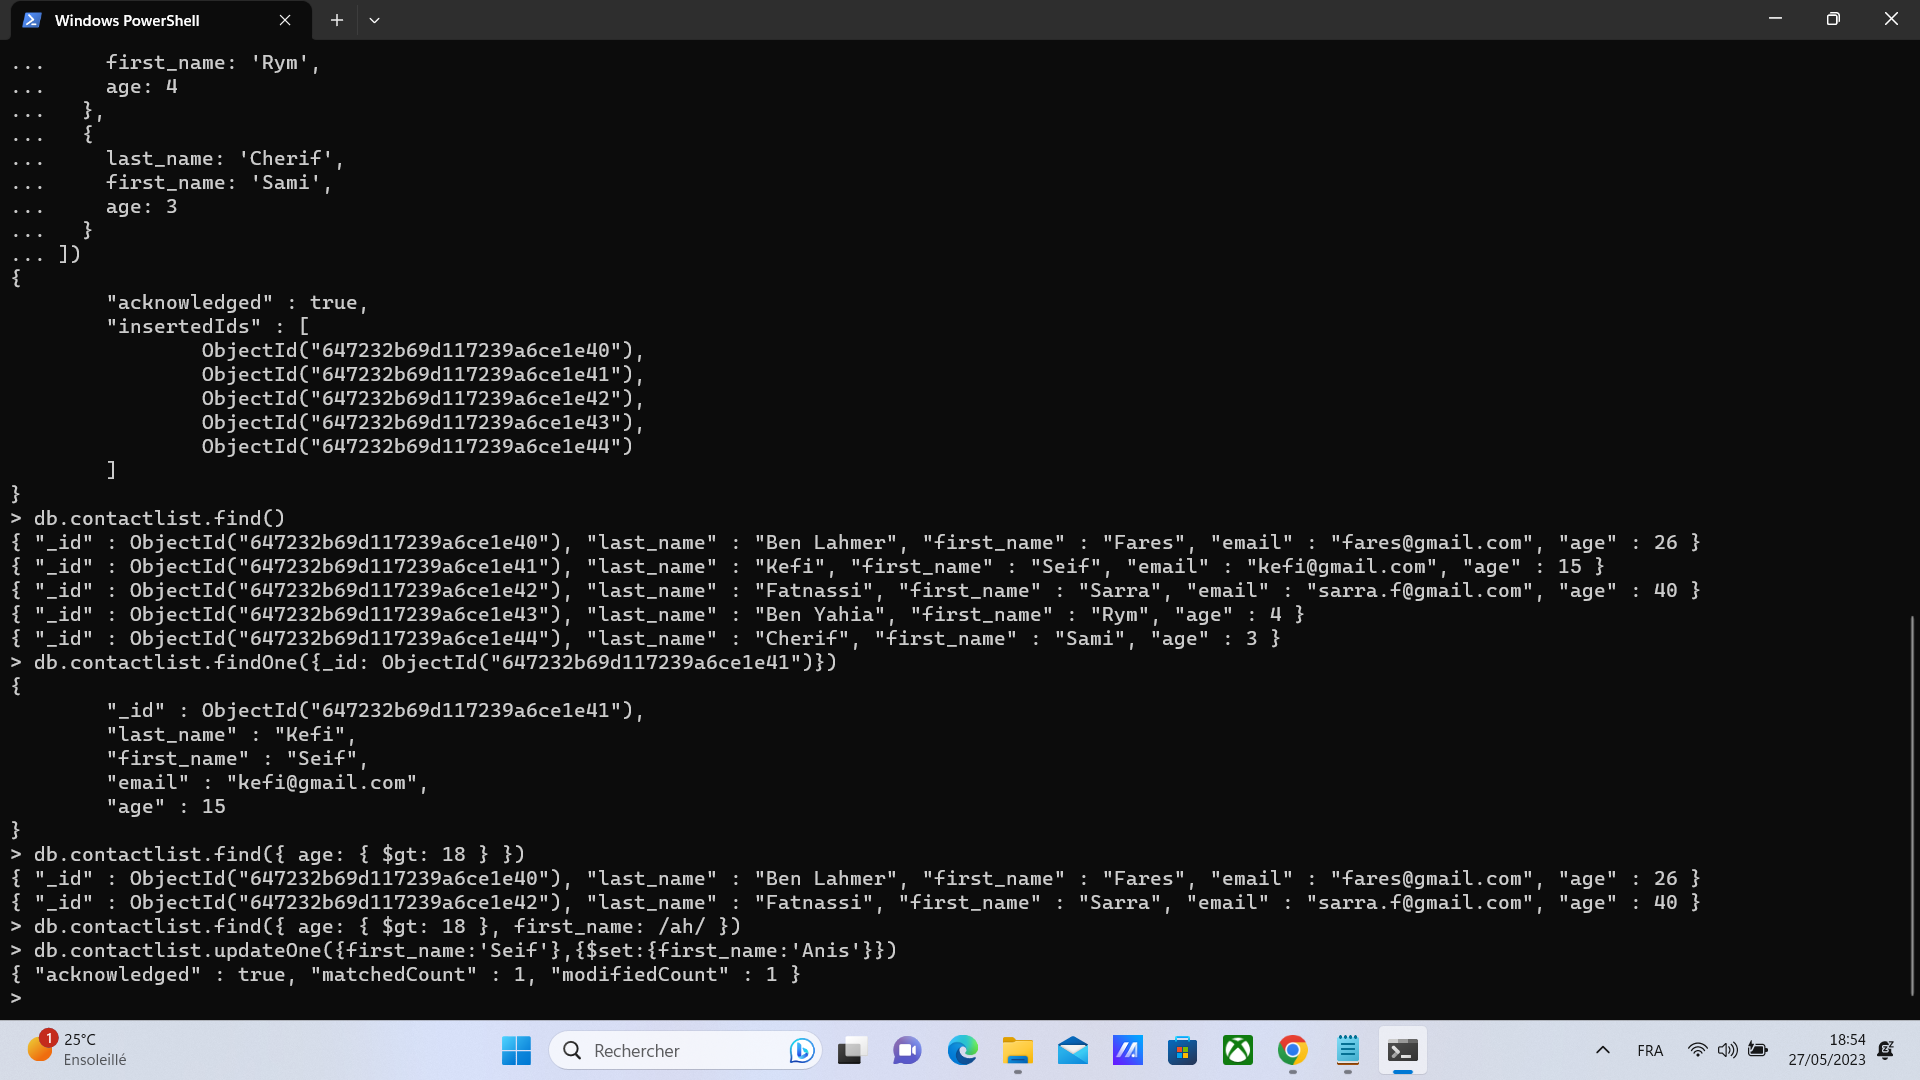 Windows PowerShell
...     first_name: 'Rym',
...     age: 4
...   },
...   {
...     last_name: 'Cherif',
...     first_name: 'Sami',
...     age: 3
...   }
... ])
{
        "acknowledged" : true,
        "insertedIds" : [
                ObjectId("647232b69d117239a6ce1e40"),
                ObjectId("647232b69d117239a6ce1e41"),
                ObjectId("647232b69d117239a6ce1e42"),
                ObjectId("647232b69d117239a6ce1e43"),
                ObjectId("647232b69d117239a6ce1e44")
        ]
}
> db.contactlist.find()
{ "_id" : ObjectId("647232b69d117239a6ce1e40"), "last_name" : "Ben Lahmer", "first_name" : "Fares", "email" : "fares@gmail.com", "age" : 26 }
{ "_id" : ObjectId("647232b69d117239a6ce1e41"), "last_name" : "Kefi", "first_name" : "Seif", "email" : "kefi@gmail.com", "age" : 15 }
{ "_id" : ObjectId("647232b69d117239a6ce1e42"), "last_name" : "Fatnassi", "first_name" : "Sarra", "email" : "sarra.f@gmail.com", "age" : 40 }
{ "_id" : ObjectId("647232b69d117239a6ce1e43"), "last_name" : "Ben Yahia", "first_name" : "Rym", "age" : 4 }
{ "_id" : ObjectId("647232b69d117239a6ce1e44"), "last_name" : "Cherif", "first_name" : "Sami", "age" : 3 }
> db.contactlist.findOne({_id: ObjectId("647232b69d117239a6ce1e41")})
{
        "_id" : ObjectId("647232b69d117239a6ce1e41"),
        "last_name" : "Kefi",
        "first_name" : "Seif",
        "email" : "kefi@gmail.com",
        "age" : 15
}
> db.contactlist.find({ age: { $gt: 18 } })
{ "_id" : ObjectId("647232b69d117239a6ce1e40"), "last_name" : "Ben Lahmer", "first_name" : "Fares", "email" : "fares@gmail.com", "age" : 26 }
{ "_id" : ObjectId("647232b69d117239a6ce1e42"), "last_name" : "Fatnassi", "first_name" : "Sarra", "email" : "sarra.f@gmail.com", "age" : 40 }
> db.contactlist.find({ age: { $gt: 18 }, first_name: /ah/ })
> db.contactlist.updateOne({first_name:'Seif'},{$set:{first_name:'Anis'}})
{ "acknowledged" : true, "matchedCount" : 1, "modifiedCount" : 1 }
>
1
25°C
Ensoleillé
Rechercher
FRA
18:54
27/05/2023